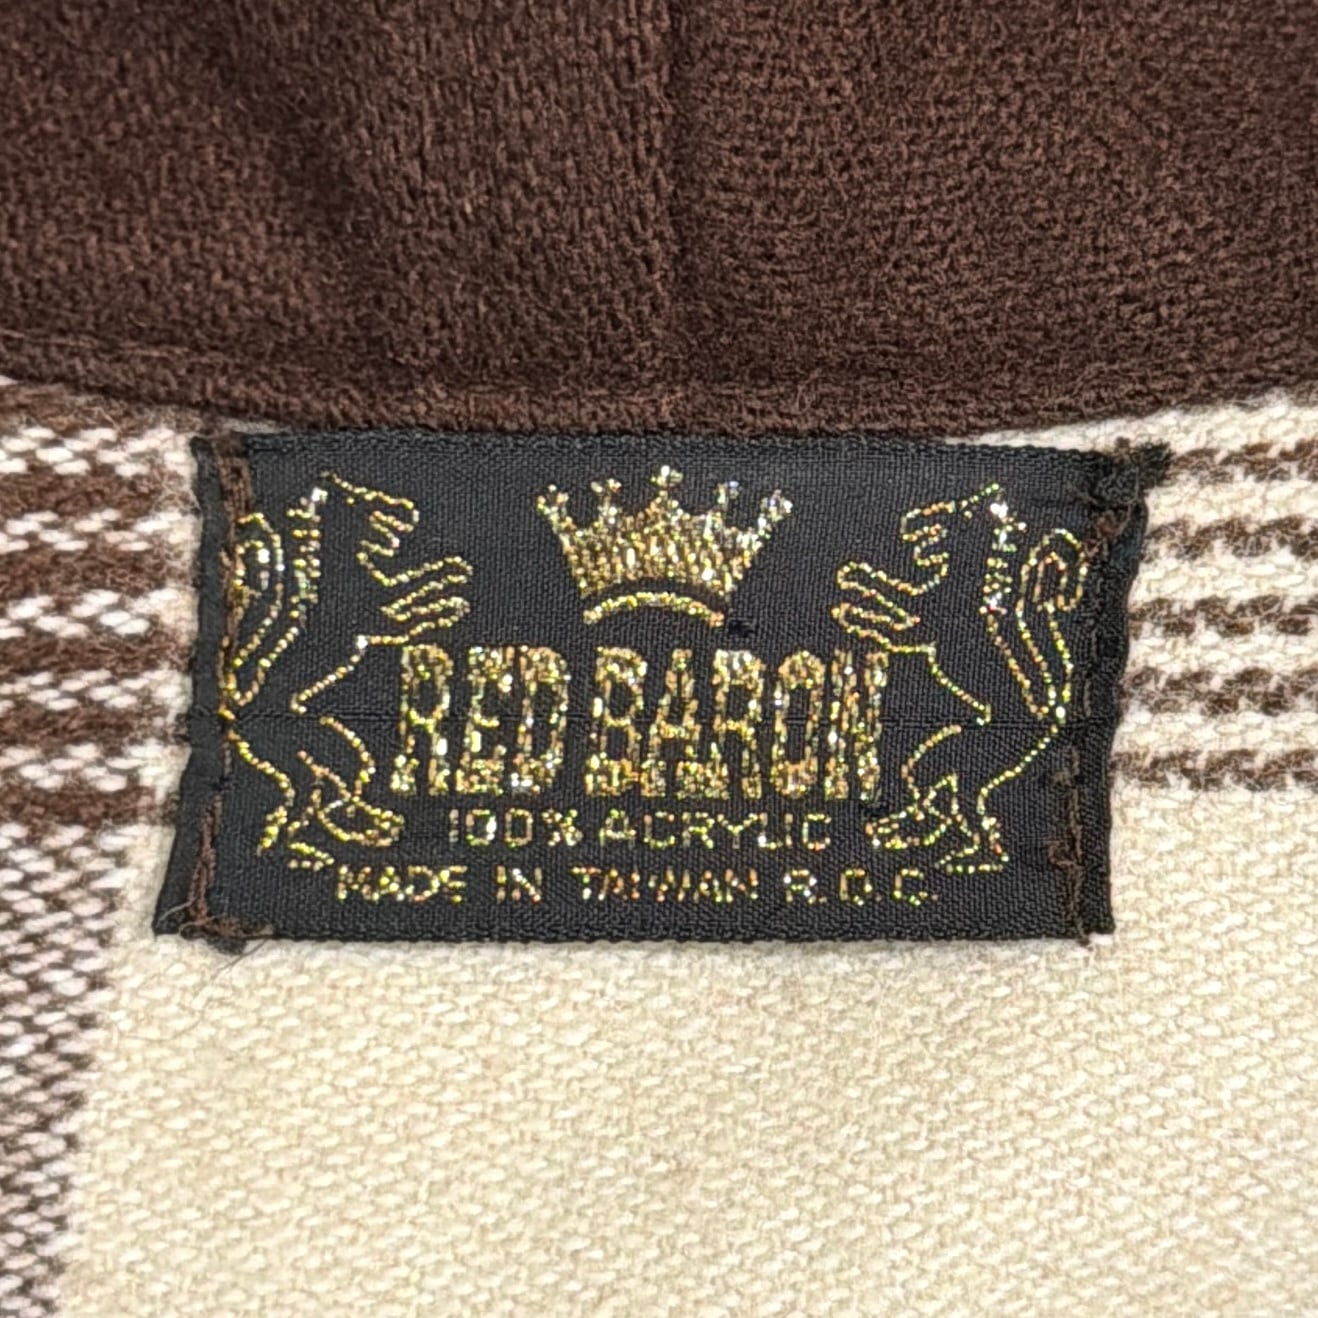 RED BARON
100% ACRYLIC
MADE IN TAIWAN R.O.C.